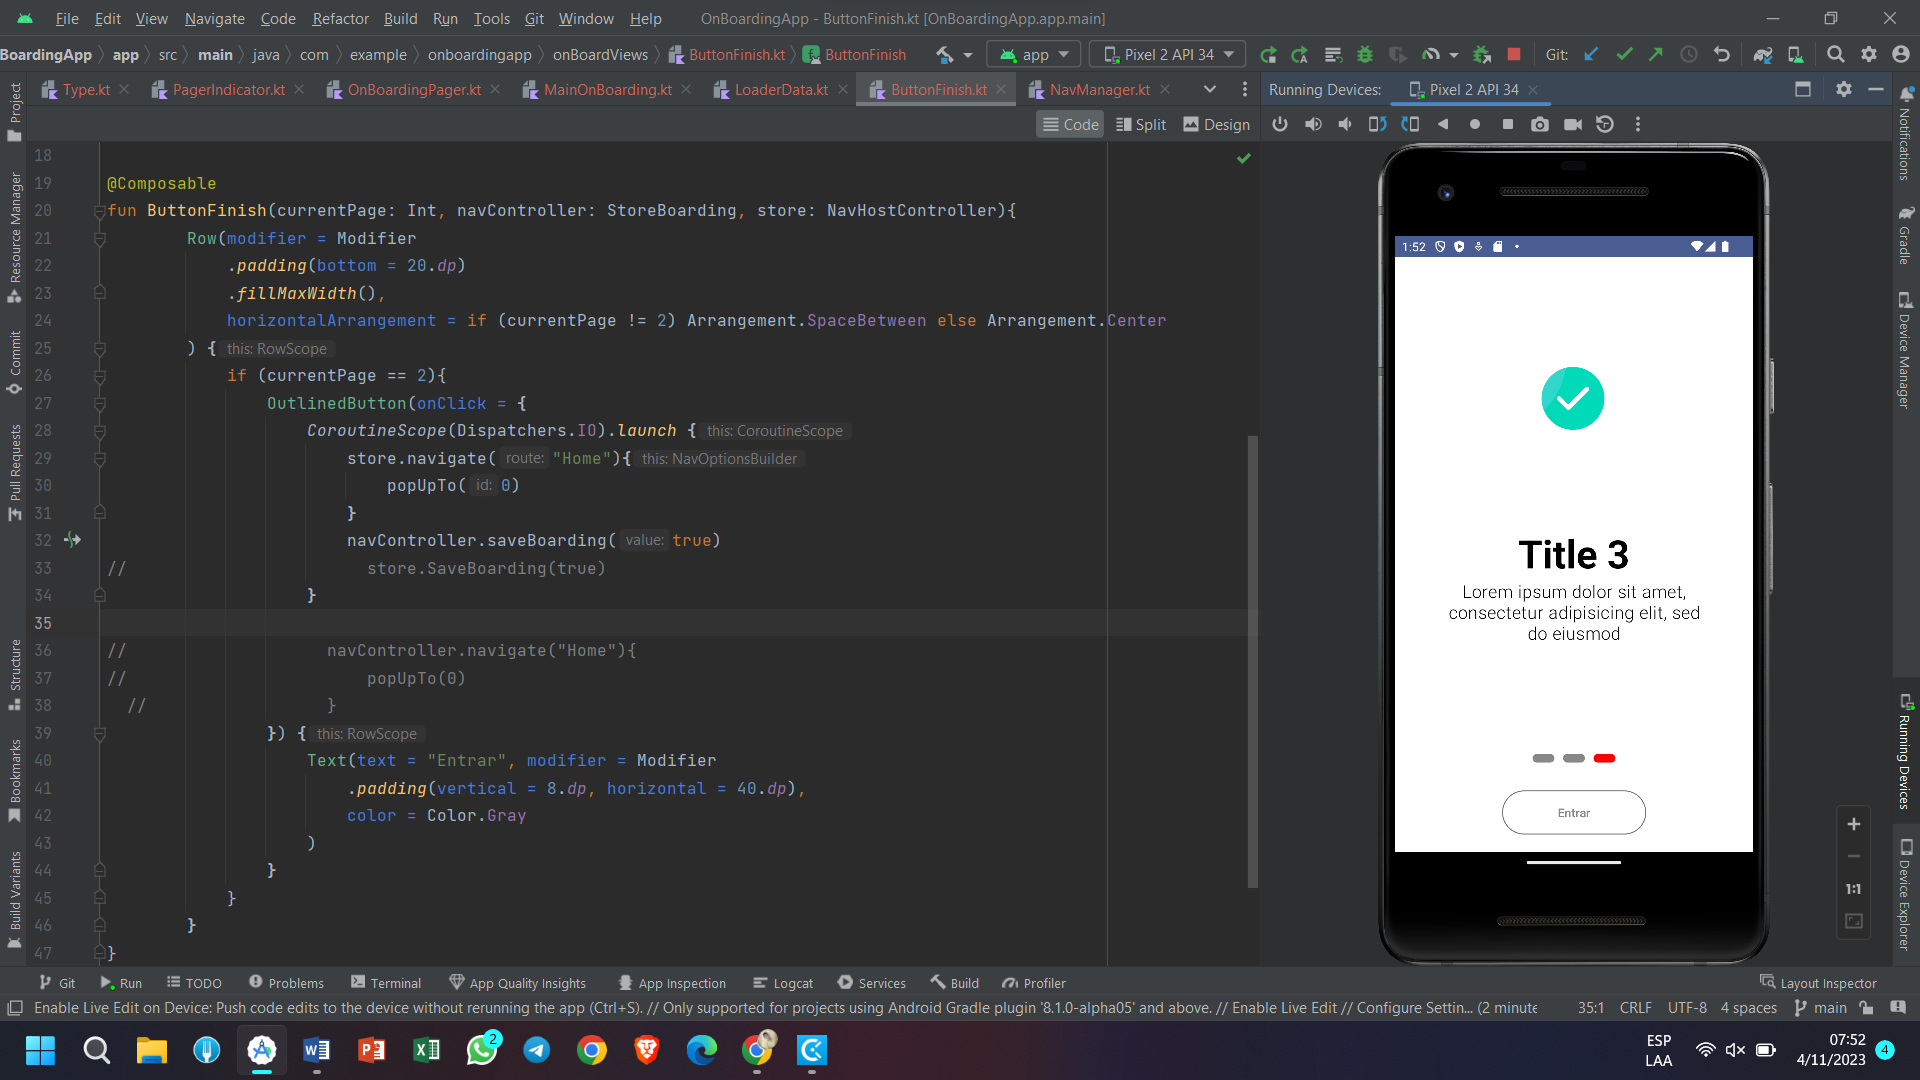 File Edit View Navigate Code Refactor Build Run Tools Git Window Help OnBoardingApp - ButtonFinish.kt [OnBoardingApp.app.main]
BoardingApp app src main java com example onboardingapp onBoardViews ButtonFinish.kt ButtonFinish app Pixel 2 API 34 Git:
Type.kt PagerIndicator.kt OnBoardingPager.kt MainOnBoarding.kt LoaderData.kt ButtonFinish.kt NavManager.kt Running Devices: Pixel 2 API 34
Code Split Design
Project
Resource Manager
Commit
Pull Requests
Structure
Bookmarks
Build Variants
18
19 @Composable
20 fun ButtonFinish(currentPage: Int, navController: StoreBoarding, store: NavHostController){
21 Row(modifier = Modifier
22 .padding(bottom = 20.dp)
23 .fillMaxWidth(),
24 horizontalArrangement = if (currentPage != 2) Arrangement.SpaceBetween else Arrangement.Center
25 ) { this: RowScope
26 if (currentPage == 2){
27 OutlinedButton(onClick = {
28 CoroutineScope(Dispatchers.IO).launch { this: CoroutineScope
29 store.navigate( route: "Home"){ this: NavOptionsBuilder
30 popUpTo( id: 0)
31 }
32 navController.saveBoarding( value: true)
33 // store.SaveBoarding(true)
34 }
35
36 // navController.navigate("Home"){
37 // popUpTo(0)
38 // }
39 }) { this: RowScope
40 Text(text = "Entrar", modifier = Modifier
41 .padding(vertical = 8.dp, horizontal = 40.dp),
42 color = Color.Gray
43 )
44 }
45 }
46 }
47 }
1:52
Title 3
Lorem ipsum dolor sit amet,
consectetur adipisicing elit, sed
do eiusmod
Entrar
1:1
Notifications
Gradle
Device Manager
Running Devices
Device Explorer
Git Run TODO Problems Terminal App Quality Insights App Inspection Logcat Services Build Profiler Layout Inspector
Enable Live Edit on Device: Push code edits to the device without rerunning the app (Ctrl+S). // Only supported for projects using Android Gradle plugin '8.1.0-alpha05' and above. // Enable Live Edit // Configure Settin... (2 minute 35:1 CRLF UTF-8 4 spaces main
2
ESP
LAA
07:52
4/11/2023
4